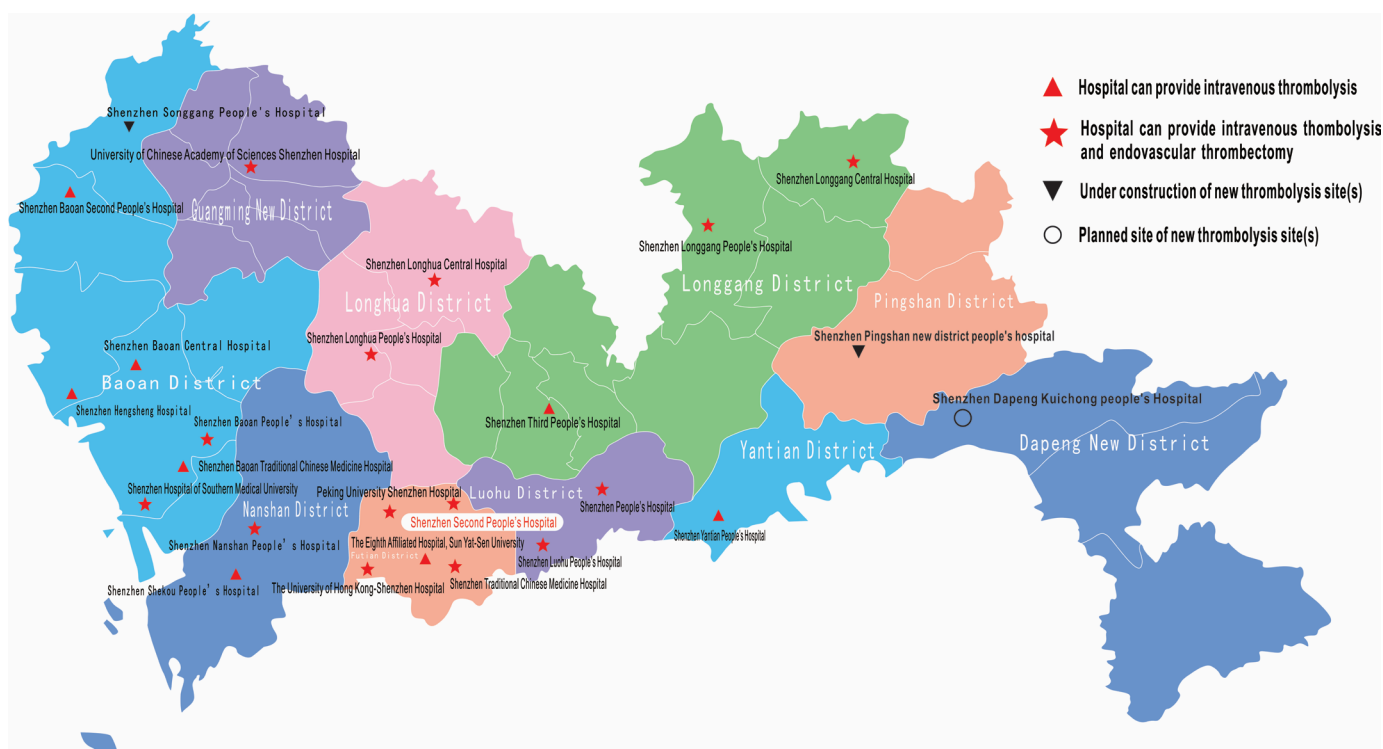 Hospital can provide intravenous thrombolysis
Hospital can provide intravenous thombolysis
and endovascular thrombectomy
Under construction of new thrombolysis site(s)
Planned site of new thrombolysis site(s)
Shenzhen Songgang People's Hospital
University of Chinese Academy of Sciences Shenzhen Hospital
Shenzhen Baoan Second People's Hospital
Guangming New District
Shenzhen Longgang Central Hospital
Shenzhen Longgang People's Hospital
Shenzhen Longhua Central Hospital
Longhua District
Longgang District
Pingshan District
Shenzhen Longhua People's Hospital
Shenzhen Pingshan new district people's hospital
Shenzhen Baoan Central Hospital
Baoan District
Shenzhen Hengsheng Hospital
Shenzhen Baoan People's Hospital
Shenzhen Third People's Hospital
Shenzhen Dapeng Kuichong people's Hospital
Dapeng New District
Yantian District
Shenzhen Baoan Traditional Chinese Medicine Hospital
Shenzhen Hospital of Southern Medical University
Peking University Shenzhen Hospital
Luohu District
Nanshan District
Shenzhen People's Hospital
Shenzhen Second People's Hospital
Shenzhen Yantian People's Hospital
Shenzhen Nanshan People's Hospital
The Eighth Affiliated Hospital, Sun Yat-Sen University
Futian District
Shenzhen Luohu People's Hospital
Shenzhen Shekou People's Hospital
The University of Hong Kong-Shenzhen Hospital
Shenzhen Traditional Chinese Medicine Hospital